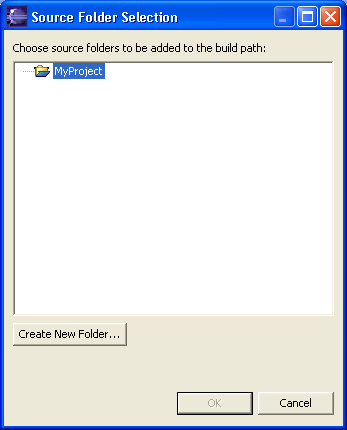 Source Folder Selection
Choose source folders to be added to the build path:
MyProject
Create New Folder...
OK
Cancel